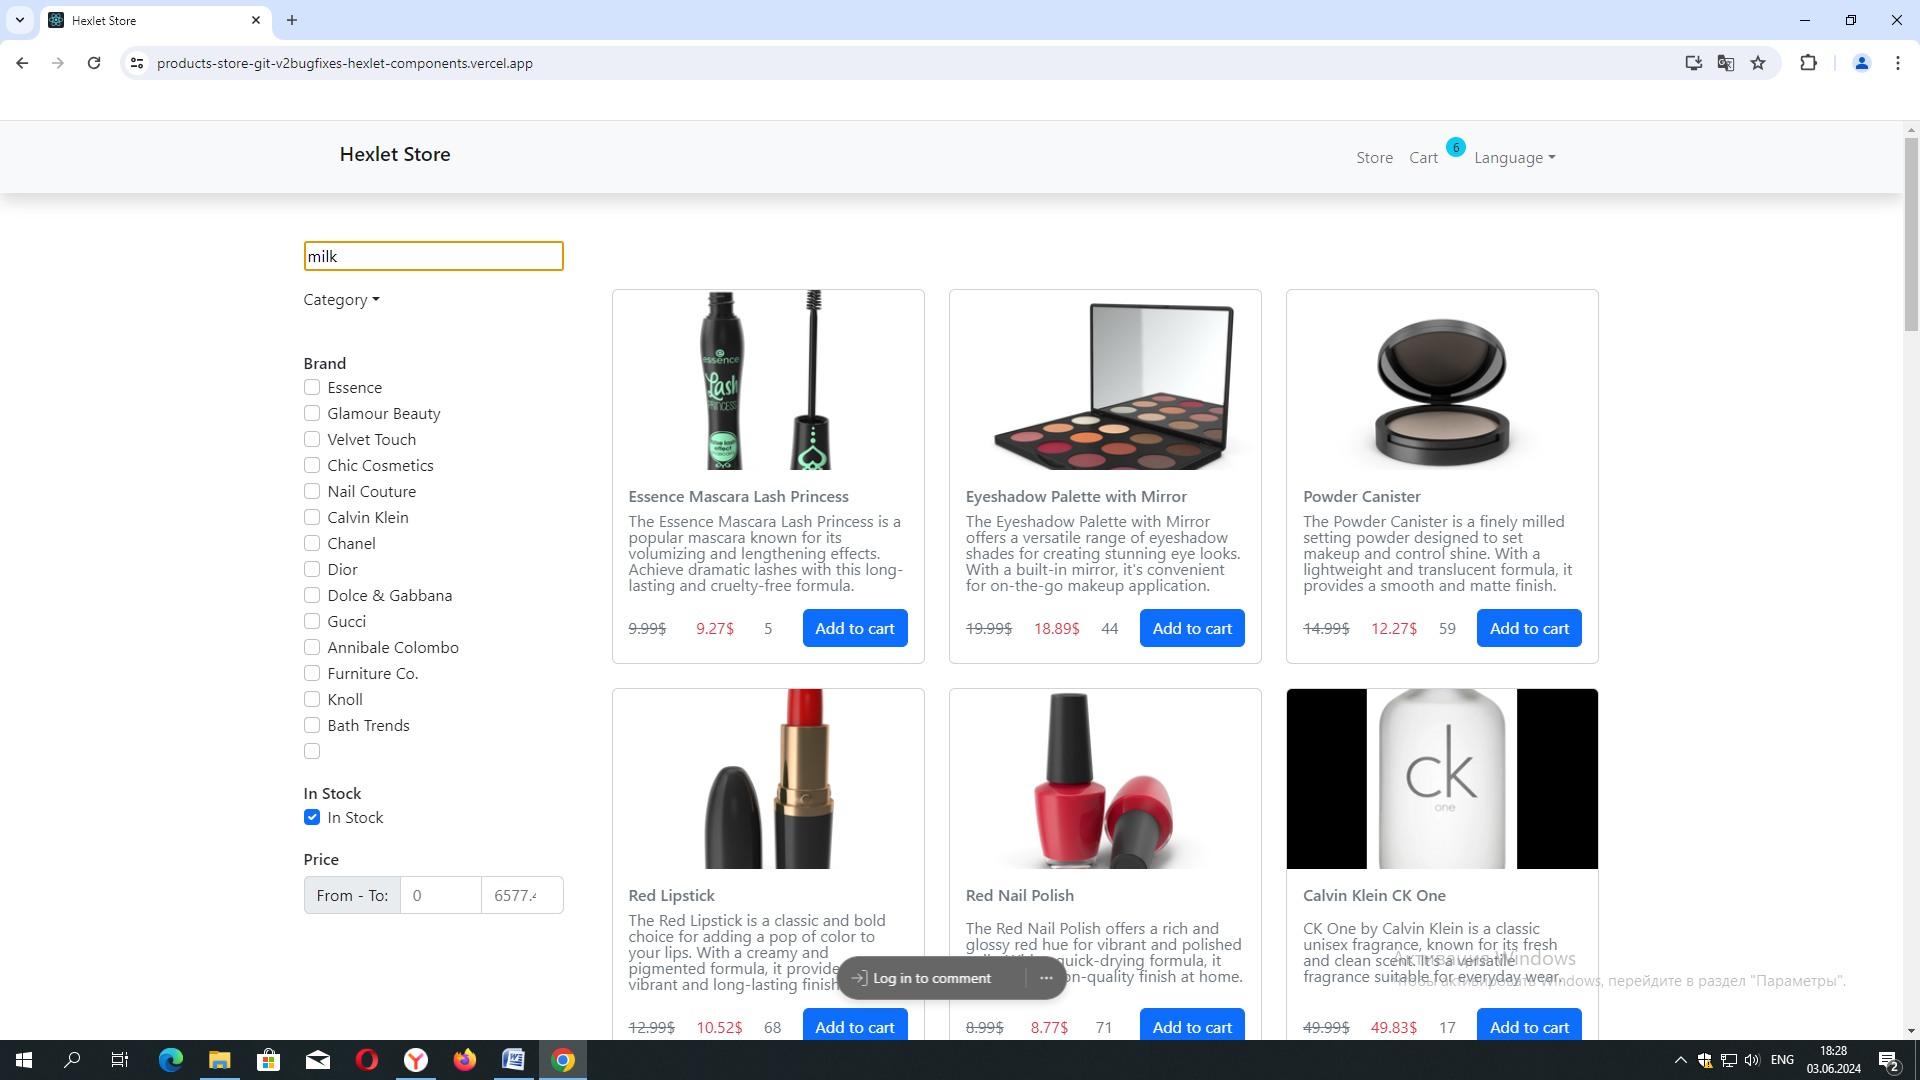 Hexlet Store
products-store-git-v2bugfixes-hexlet-components.vercel.app
Hexlet Store
Store Cart 6 Language
milk
Category
Brand
Essence
Glamour Beauty
Velvet Touch
Chic Cosmetics
Nail Couture
Calvin Klein
Chanel
Dior
Dolce & Gabbana
Gucci
Annibale Colombo
Furniture Co.
Knoll
Bath Trends
In Stock
In Stock
Price
From - To: 0 6577.4
essence
Lash
PRINCESS
Essence Mascara Lash Princess
The Essence Mascara Lash Princess is a
popular mascara known for its
volumizing and lengthening effects.
Achieve dramatic lashes with this long-
lasting and cruelty-free formula.
9.99$ 9.27$ 5 Add to cart
Eyeshadow Palette with Mirror
The Eyeshadow Palette with Mirror
offers a versatile range of eyeshadow
shades for creating stunning eye looks.
With a built-in mirror, it's convenient
for on-the-go makeup application.
19.99$ 18.89$ 44 Add to cart
Powder Canister
The Powder Canister is a finely milled
setting powder designed to set
makeup and control shine. With a
lightweight and translucent formula, it
provides a smooth and matte finish.
14.99$ 12.27$ 59 Add to cart
Red Lipstick
The Red Lipstick is a classic and bold
choice for adding a pop of color to
your lips. With a creamy and
pigmented formula, it provide
vibrant and long-lasting finish
12.99$ 10.52$ 68 Add to cart
Red Nail Polish
The Red Nail Polish offers a rich and
glossy red hue for vibrant and polished
quick-drying formula, it
on-quality finish at home.
8.99$ 8.77$ 71 Add to cart
ck
one
Calvin Klein CK One
CK One by Calvin Klein is a classic
unisex fragrance, known for its fresh
and clean scent. It's a versatile
fragrance suitable for everyday wear.
49.99$ 49.83$ 17 Add to cart
Log in to comment
Активация Windows
Чтобы активировать Windows, перейдите в раздел "Параметры".
ENG
18:28
03.06.2024
2